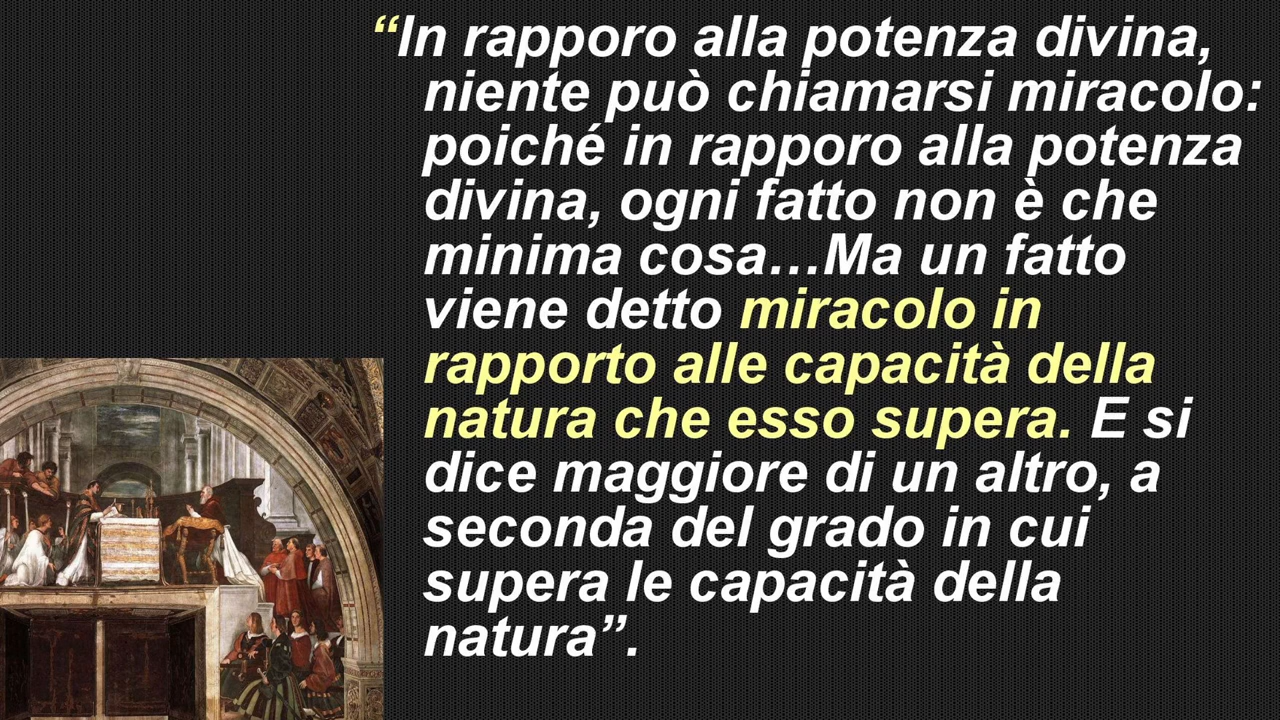 “In rapporo alla potenza divina,
niente può chiamarsi miracolo:
poiché in rapporo alla potenza
divina, ogni fatto non è che
minima cosa…Ma un fatto
viene detto miracolo in
rapporto alle capacità della
natura che esso supera. E si
dice maggiore di un altro, a
seconda del grado in cui
supera le capacità della
natura”.